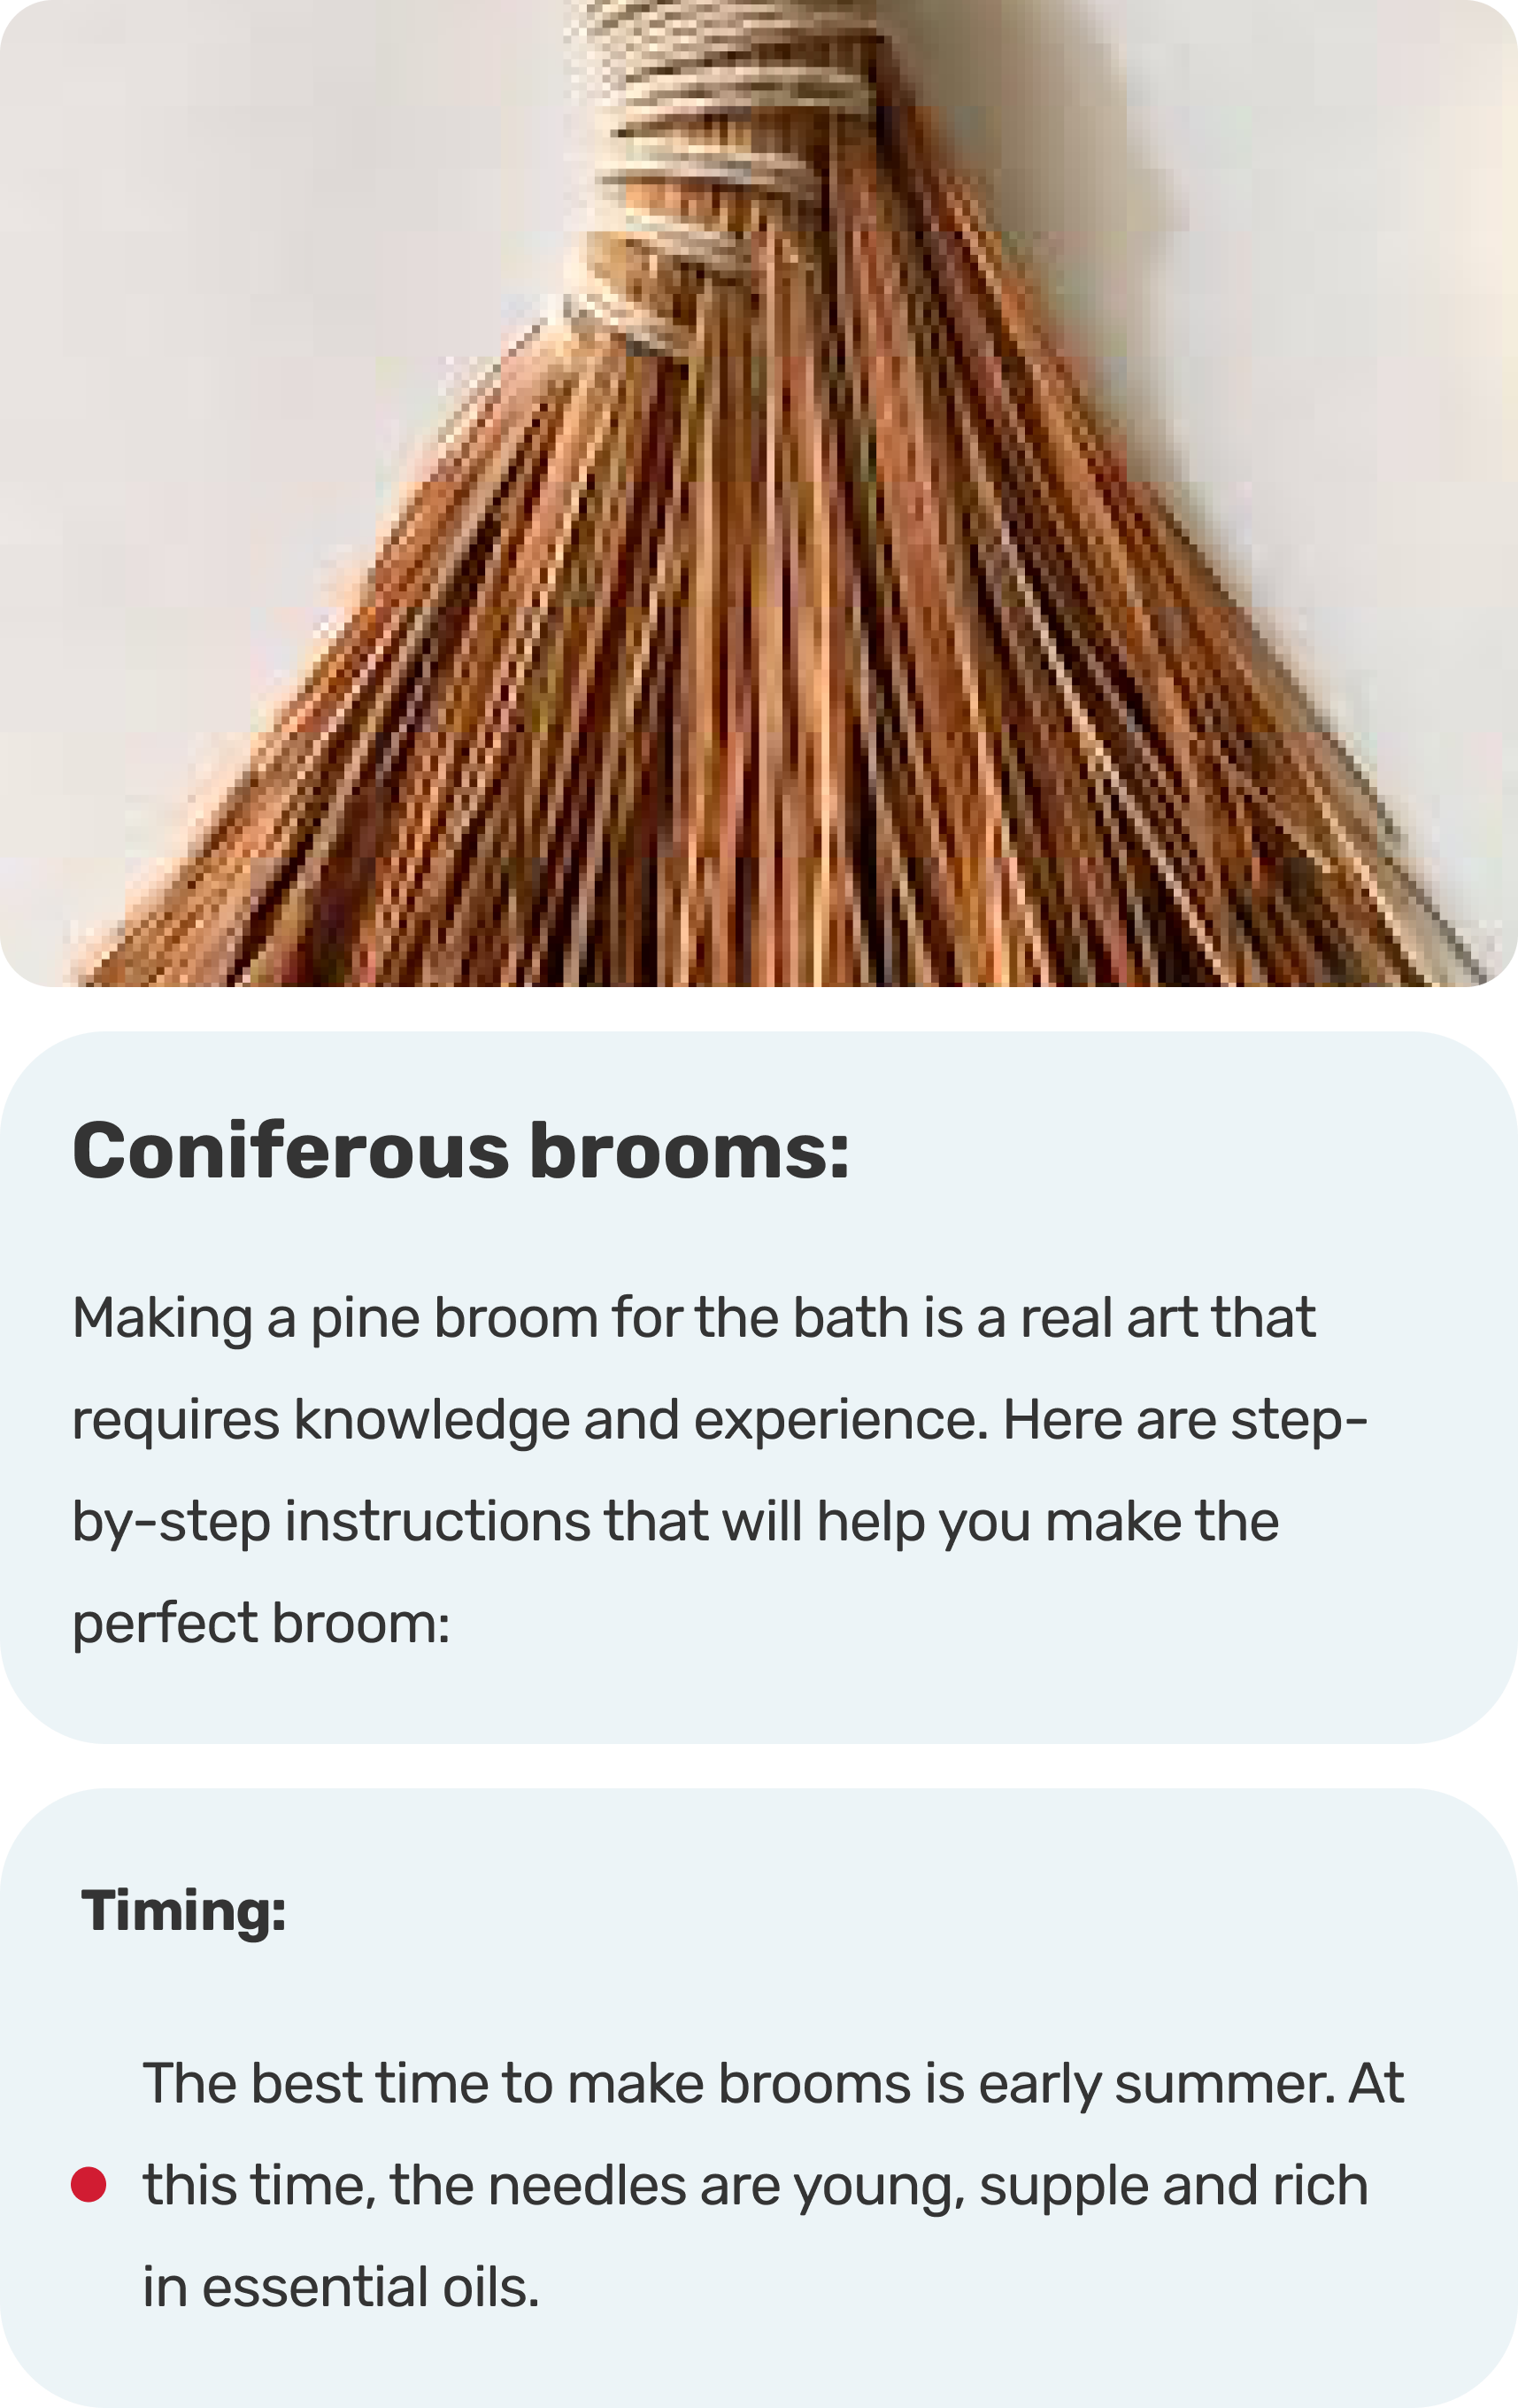 Coniferous brooms:
Making a pine broom for the bath is a real art that
requires knowledge and experience. Here are step-
by-step instructions that will help you make the
perfect broom:
Timing:
The best time to make brooms is early summer. At
this time, the needles are young, supple and rich
in essential oils.